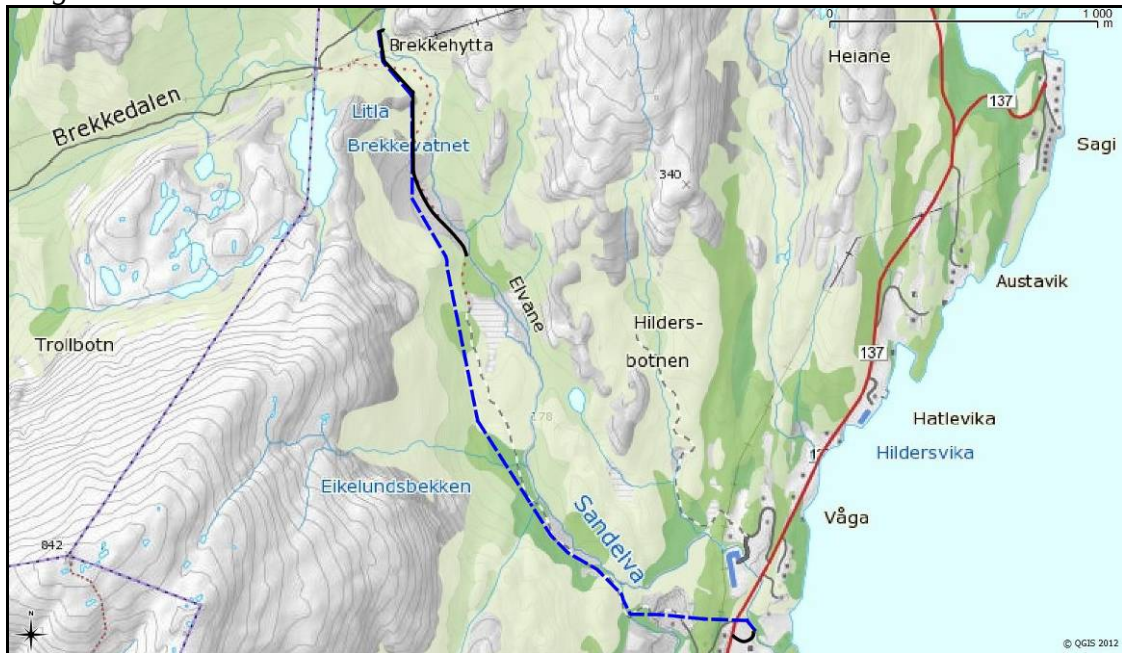 0
1 000
m
Brekkehytta
Heiane
137
Brekkedalen
Litla
Brekkevatnet
Sagi
340
Austavik
Elvane
Hilders-
botnen
Trollbotn
137
178
Hatlevika
Hildersvika
Eikelundsbekken
Sandelva
Våga
842
N
© QGIS 2012